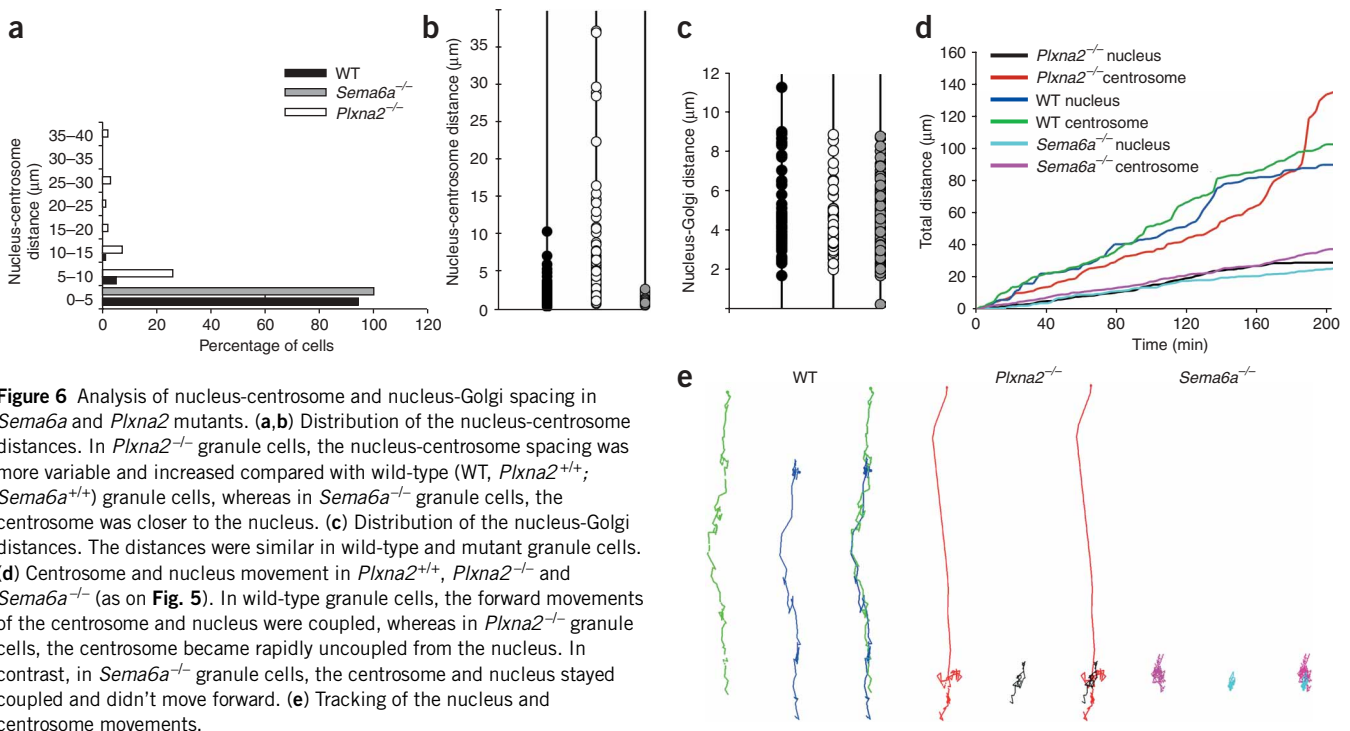 a
WT
Sema6a−/−
Plxna2−/−
Nucleus-centrosome
distance (μm)
35–40
30–35
25–30
20–25
15–20
10–15
5–10
0–5
0 20 40 60 80 100 120
Percentage of cells
b
Nucleus-centrosome distance (μm)
35
30
25
20
15
10
5
0
c
Nucleus-Golgi distance (μm)
12
10
8
6
4
2
d
Total distance (μm)
160
140
120
100
80
60
40
20
0
Plxna2−/− nucleus
Plxna2−/− centrosome
WT nucleus
WT centrosome
Sema6a−/− nucleus
Sema6a−/− centrosome
0 40 80 120 160 200
Time (min)
Figure 6 Analysis of nucleus-centrosome and nucleus-Golgi spacing in
Sema6a and Plxna2 mutants. (a,b) Distribution of the nucleus-centrosome
distances. In Plxna2−/− granule cells, the nucleus-centrosome spacing was
more variable and increased compared with wild-type (WT, Plxna2+/+;
Sema6a+/+) granule cells, whereas in Sema6a−/− granule cells, the
centrosome was closer to the nucleus. (c) Distribution of the nucleus-Golgi
distances. The distances were similar in wild-type and mutant granule cells.
(d) Centrosome and nucleus movement in Plxna2+/+, Plxna2−/− and
Sema6a−/− (as on Fig. 5). In wild-type granule cells, the forward movements
of the centrosome and nucleus were coupled, whereas in Plxna2−/− granule
cells, the centrosome became rapidly uncoupled from the nucleus. In
contrast, in Sema6a−/− granule cells, the centrosome and nucleus stayed
coupled and didn't move forward. (e) Tracking of the nucleus and
centrosome movements.
e
WT
Plxna2−/−
Sema6a−/−